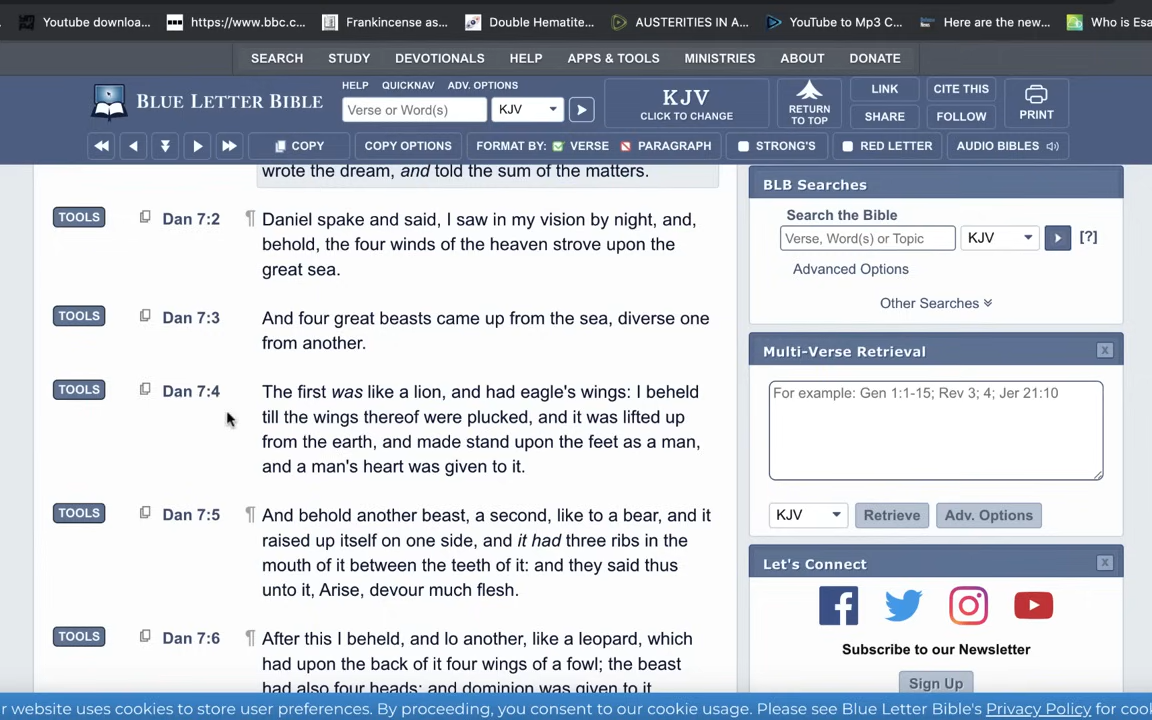 YouTube downloa...
https://www.bbc.c...
Frankincense as...
Double Hematite...
AUSTERITIES IN A...
YouTube to Mp3 C...
Here are the new...
Who is Esa
SEARCH STUDY DEVOTIONALS HELP APPS & TOOLS MINISTRIES ABOUT DONATE
BLUE LETTER BIBLE
HELP QUICKNAV ADV. OPTIONS
Verse or Word(s) KJV
KJV
CLICK TO CHANGE
RETURN
TO TOP
LINK
CITE THIS
SHARE
FOLLOW
PRINT
COPY COPY OPTIONS FORMAT BY: VERSE PARAGRAPH STRONG'S RED LETTER AUDIO BIBLES
wrote the dream, and told the sum of the matters.
TOOLS Dan 7:2 ¶ Daniel spake and said, I saw in my vision by night, and,
behold, the four winds of the heaven strove upon the
great sea.
TOOLS Dan 7:3 And four great beasts came up from the sea, diverse one
from another.
TOOLS Dan 7:4 The first was like a lion, and had eagle's wings: I beheld
till the wings thereof were plucked, and it was lifted up
from the earth, and made stand upon the feet as a man,
and a man's heart was given to it.
TOOLS Dan 7:5 ¶ And behold another beast, a second, like to a bear, and it
raised up itself on one side, and it had three ribs in the
mouth of it between the teeth of it: and they said thus
unto it, Arise, devour much flesh.
TOOLS Dan 7:6 ¶ After this I beheld, and lo another, like a leopard, which
had upon the back of it four wings of a fowl; the beast
had also four heads; and dominion was given to it.
BLB Searches
Search the Bible
Verse, Word(s) or Topic KJV [?]
Advanced Options
Other Searches
Multi-Verse Retrieval X
For example: Gen 1:1-15; Rev 3; 4; Jer 21:10
KJV Retrieve Adv. Options
Let's Connect X
Subscribe to our Newsletter
Sign Up
r website uses cookies to store user preferences. By proceeding, you consent to our cookie usage. Please see Blue Letter Bible's Privacy Policy for cook